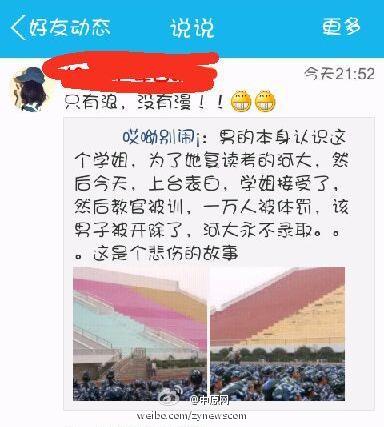 好友动态 说说 更多
今天21:52
只有浪,没有漫!!
哎呦别闹i:男的本身认识这
个学姐,为了她复读考的河大,然
后今天,上台表白,学姐接受了,
然后教官被训,一万人被体罚,该
男子被开除了,河大永不录取。。
。这是个悲伤的故事
@中原网
weibo.com/zynewscom